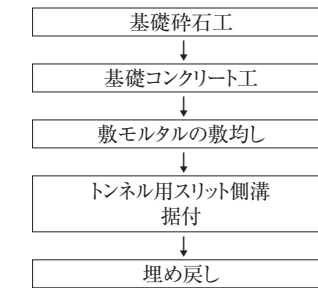 基礎砕石工
基礎コンクリート工
敷モルタルの敷均し
トンネル用スリット側溝
据付
埋め戻し